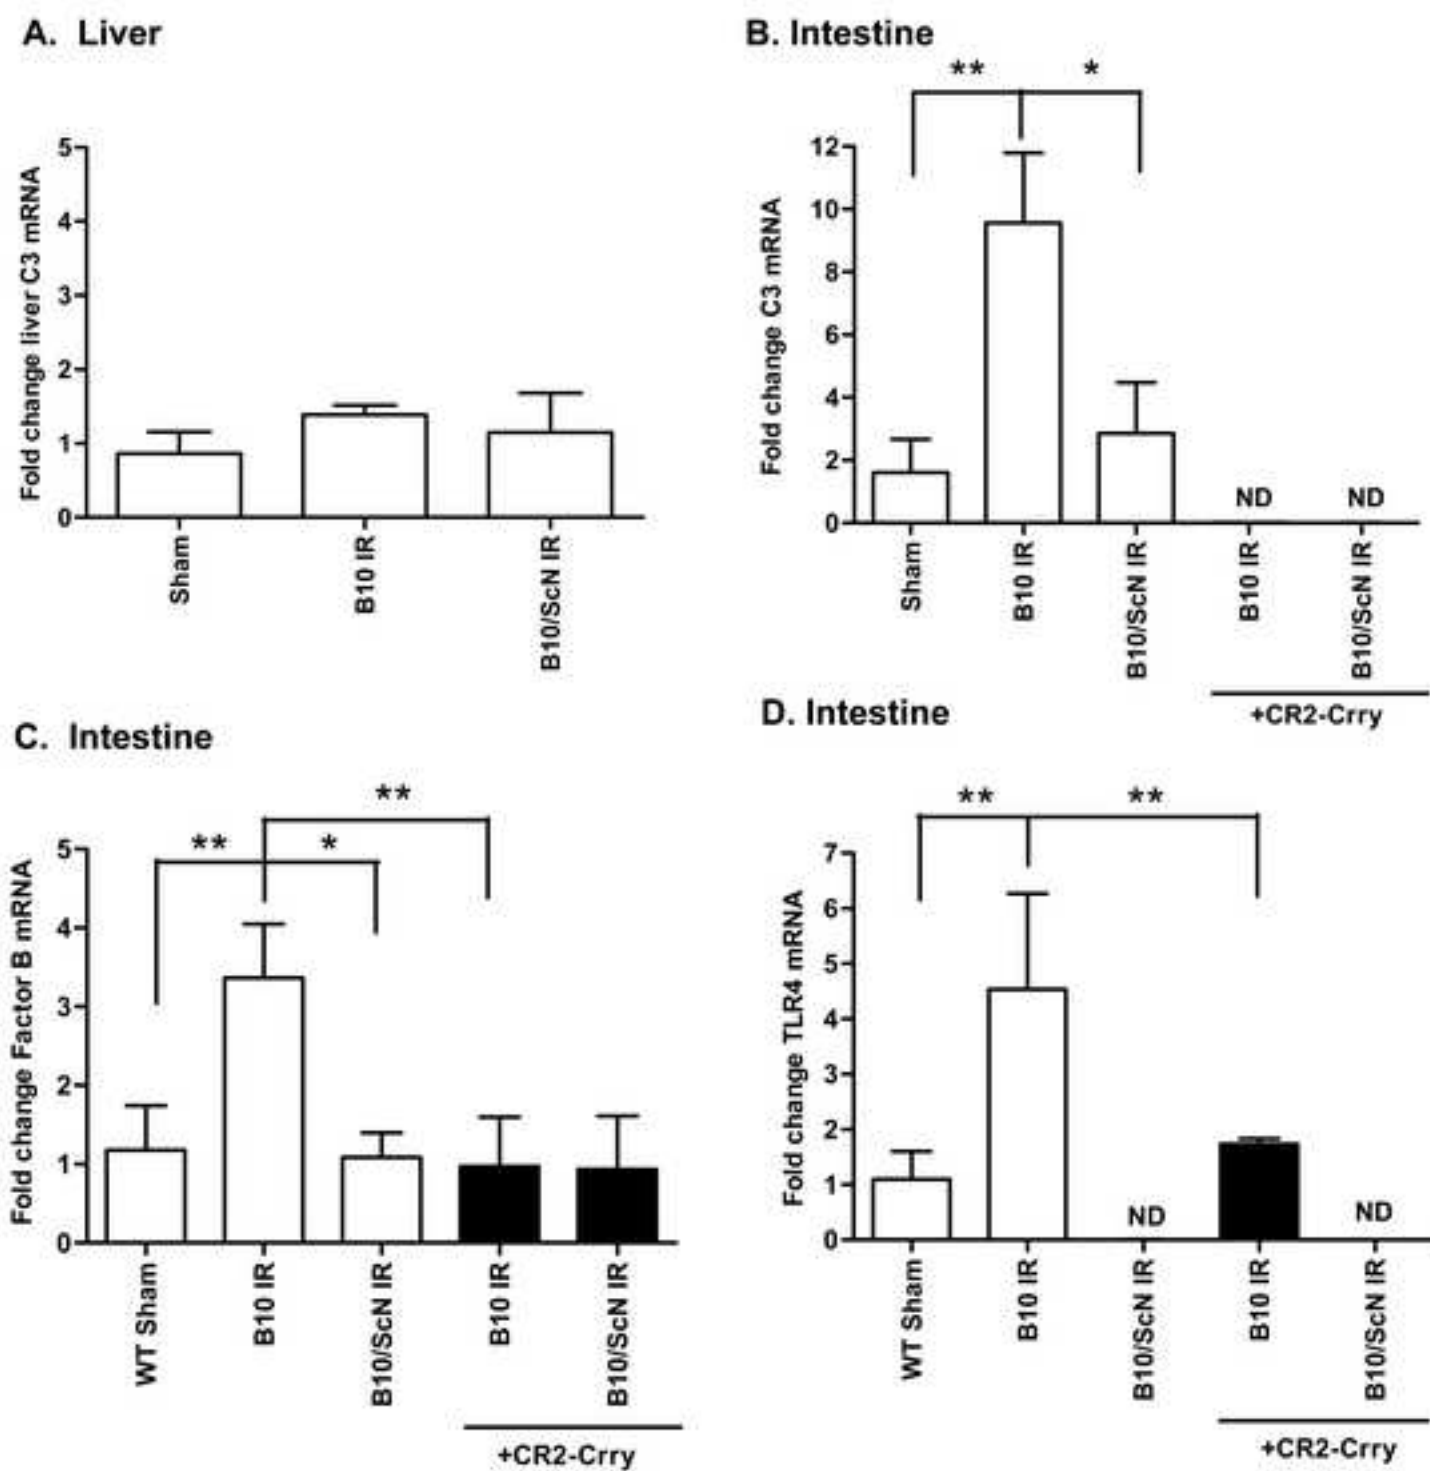 A. Liver
Fold change liver C3 mRNA
5
4
3
2
1
0
Sham
B10 IR
B10/ScN IR
B. Intestine
** *
Fold change C3 mRNA
12
10
8
6
4
2
0
ND ND
Sham
B10 IR
B10/ScN IR
B10 IR
B10/ScN IR
+CR2-Crry
C. Intestine
**
** *
Fold change Factor B mRNA
5
4
3
2
1
0
WT Sham
B10 IR
B10/ScN IR
B10 IR
B10/ScN IR
+CR2-Crry
D. Intestine
** **
Fold change TLR4 mRNA
7
6
5
4
3
2
1
0
ND ND
WT Sham
B10 IR
B10/ScN IR
B10 IR
B10/ScN IR
+CR2-Crry